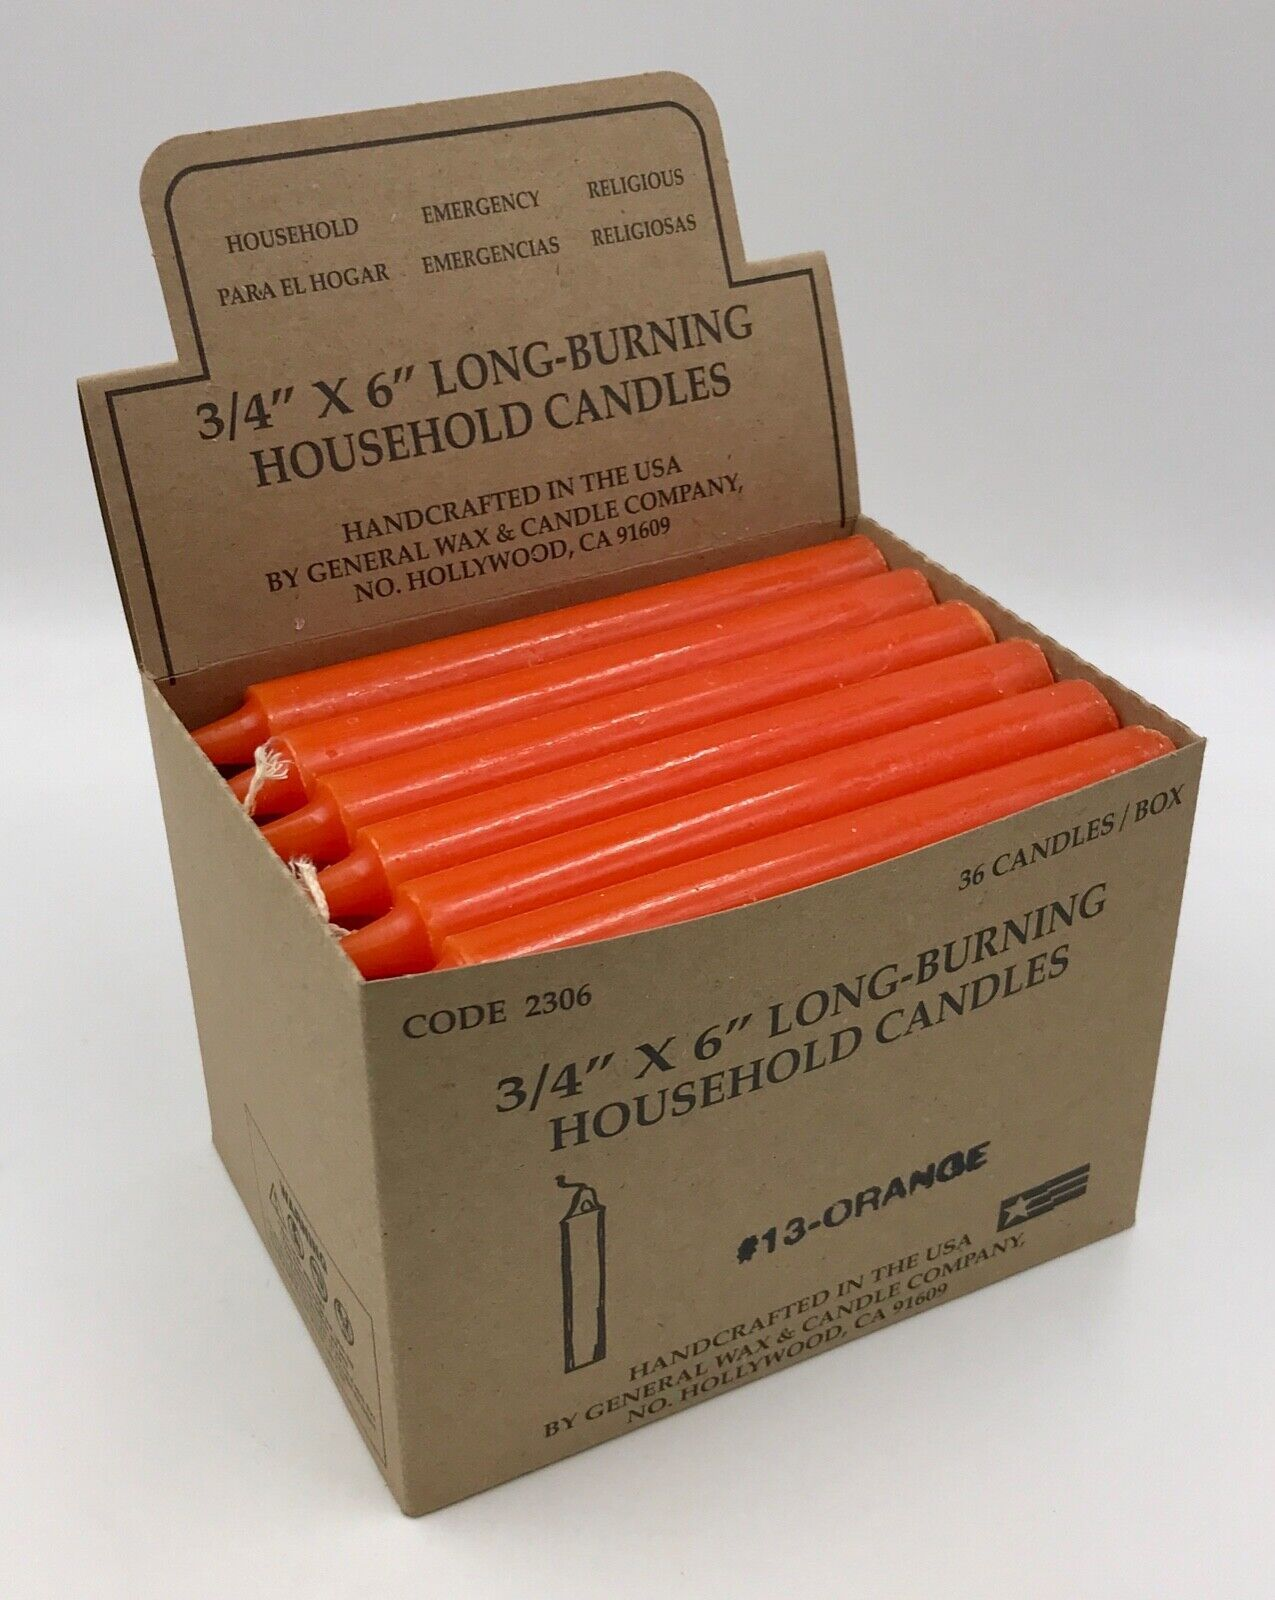 HOUSEHOLD EMERGENCY RELIGIOUS
PARA EL HOGAR EMERGENCIAS RELIGIOSAS
3/4" X 6" LONG-BURNING
HOUSEHOLD CANDLES
HANDCRAFTED IN THE USA
BY GENERAL WAX & CANDLE COMPANY,
NO. HOLLYWOOD, CA 91609
36 CANDLES/BOX
CODE 2306
3/4" X 6" LONG-BURNING
HOUSEHOLD CANDLES
#13-ORANGE
HANDCRAFTED IN THE USA
BY GENERAL WAX & CANDLE COMPANY,
NO. HOLLYWOOD, CA 91609
WARNING